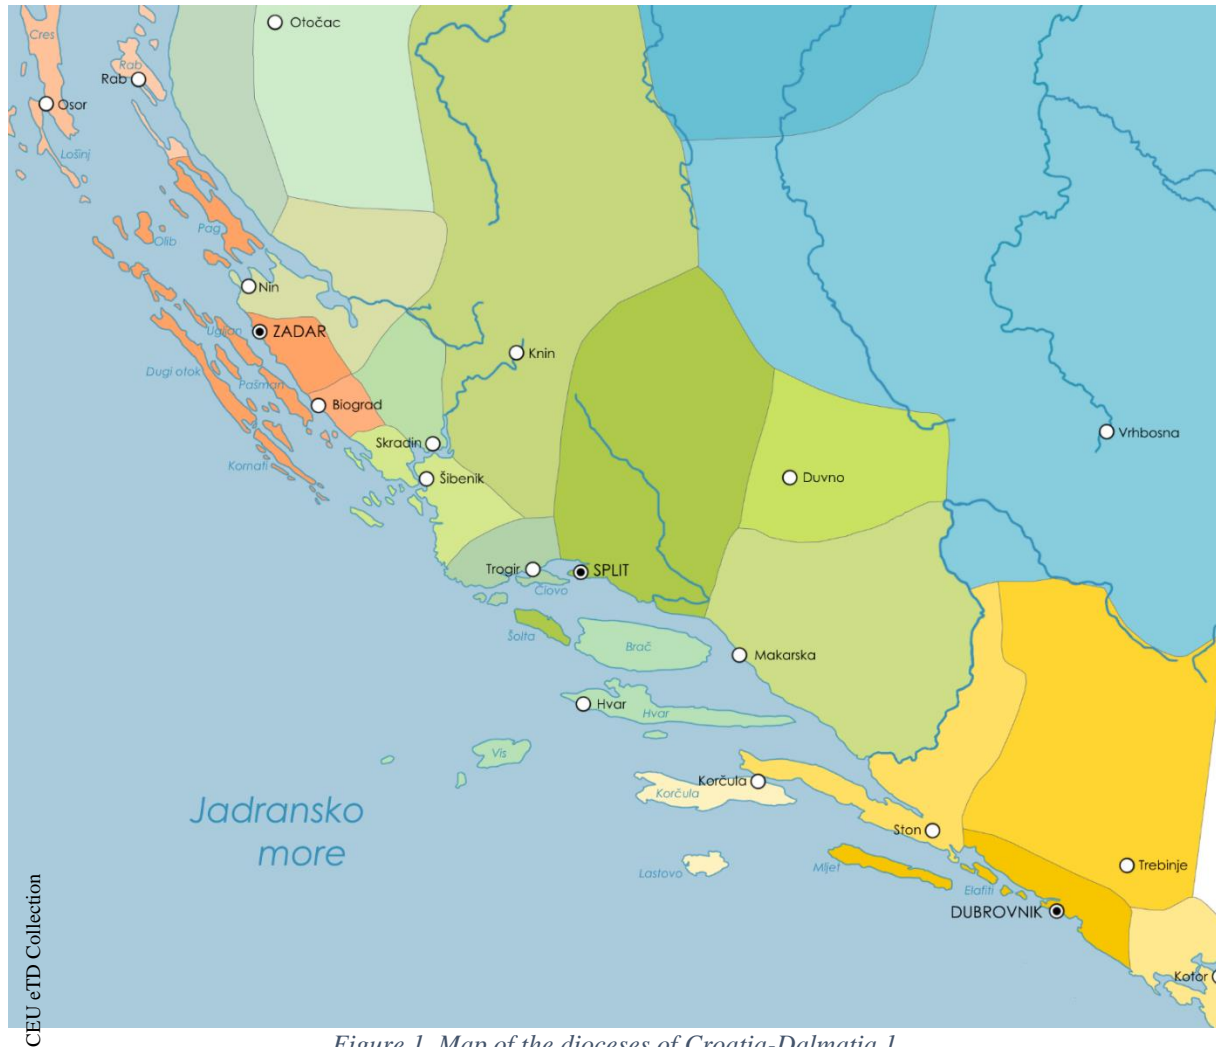 Otočac
Cres
Rab
Rab
Osor
Lošinj
Pag
Olib
Nin
Ugljan
ZADAR
Dugi otok
Pašman
Biograd
Knin
Skradin
Kornati
Šibenik
Duvno
Vrhbosna
Trogir
SPLIT
Čiovo
Šolta
Brač
Makarska
Hvar
Hvar
Vis
Korčula
Korčula
Jadransko
more
Ston
Lastovo
Mljet
Elafiti
Trebinje
DUBROVNIK
Kotor
CEU eTD Collection
Figure 1. Map of the dioceses of Croatia-Dalmatia 1